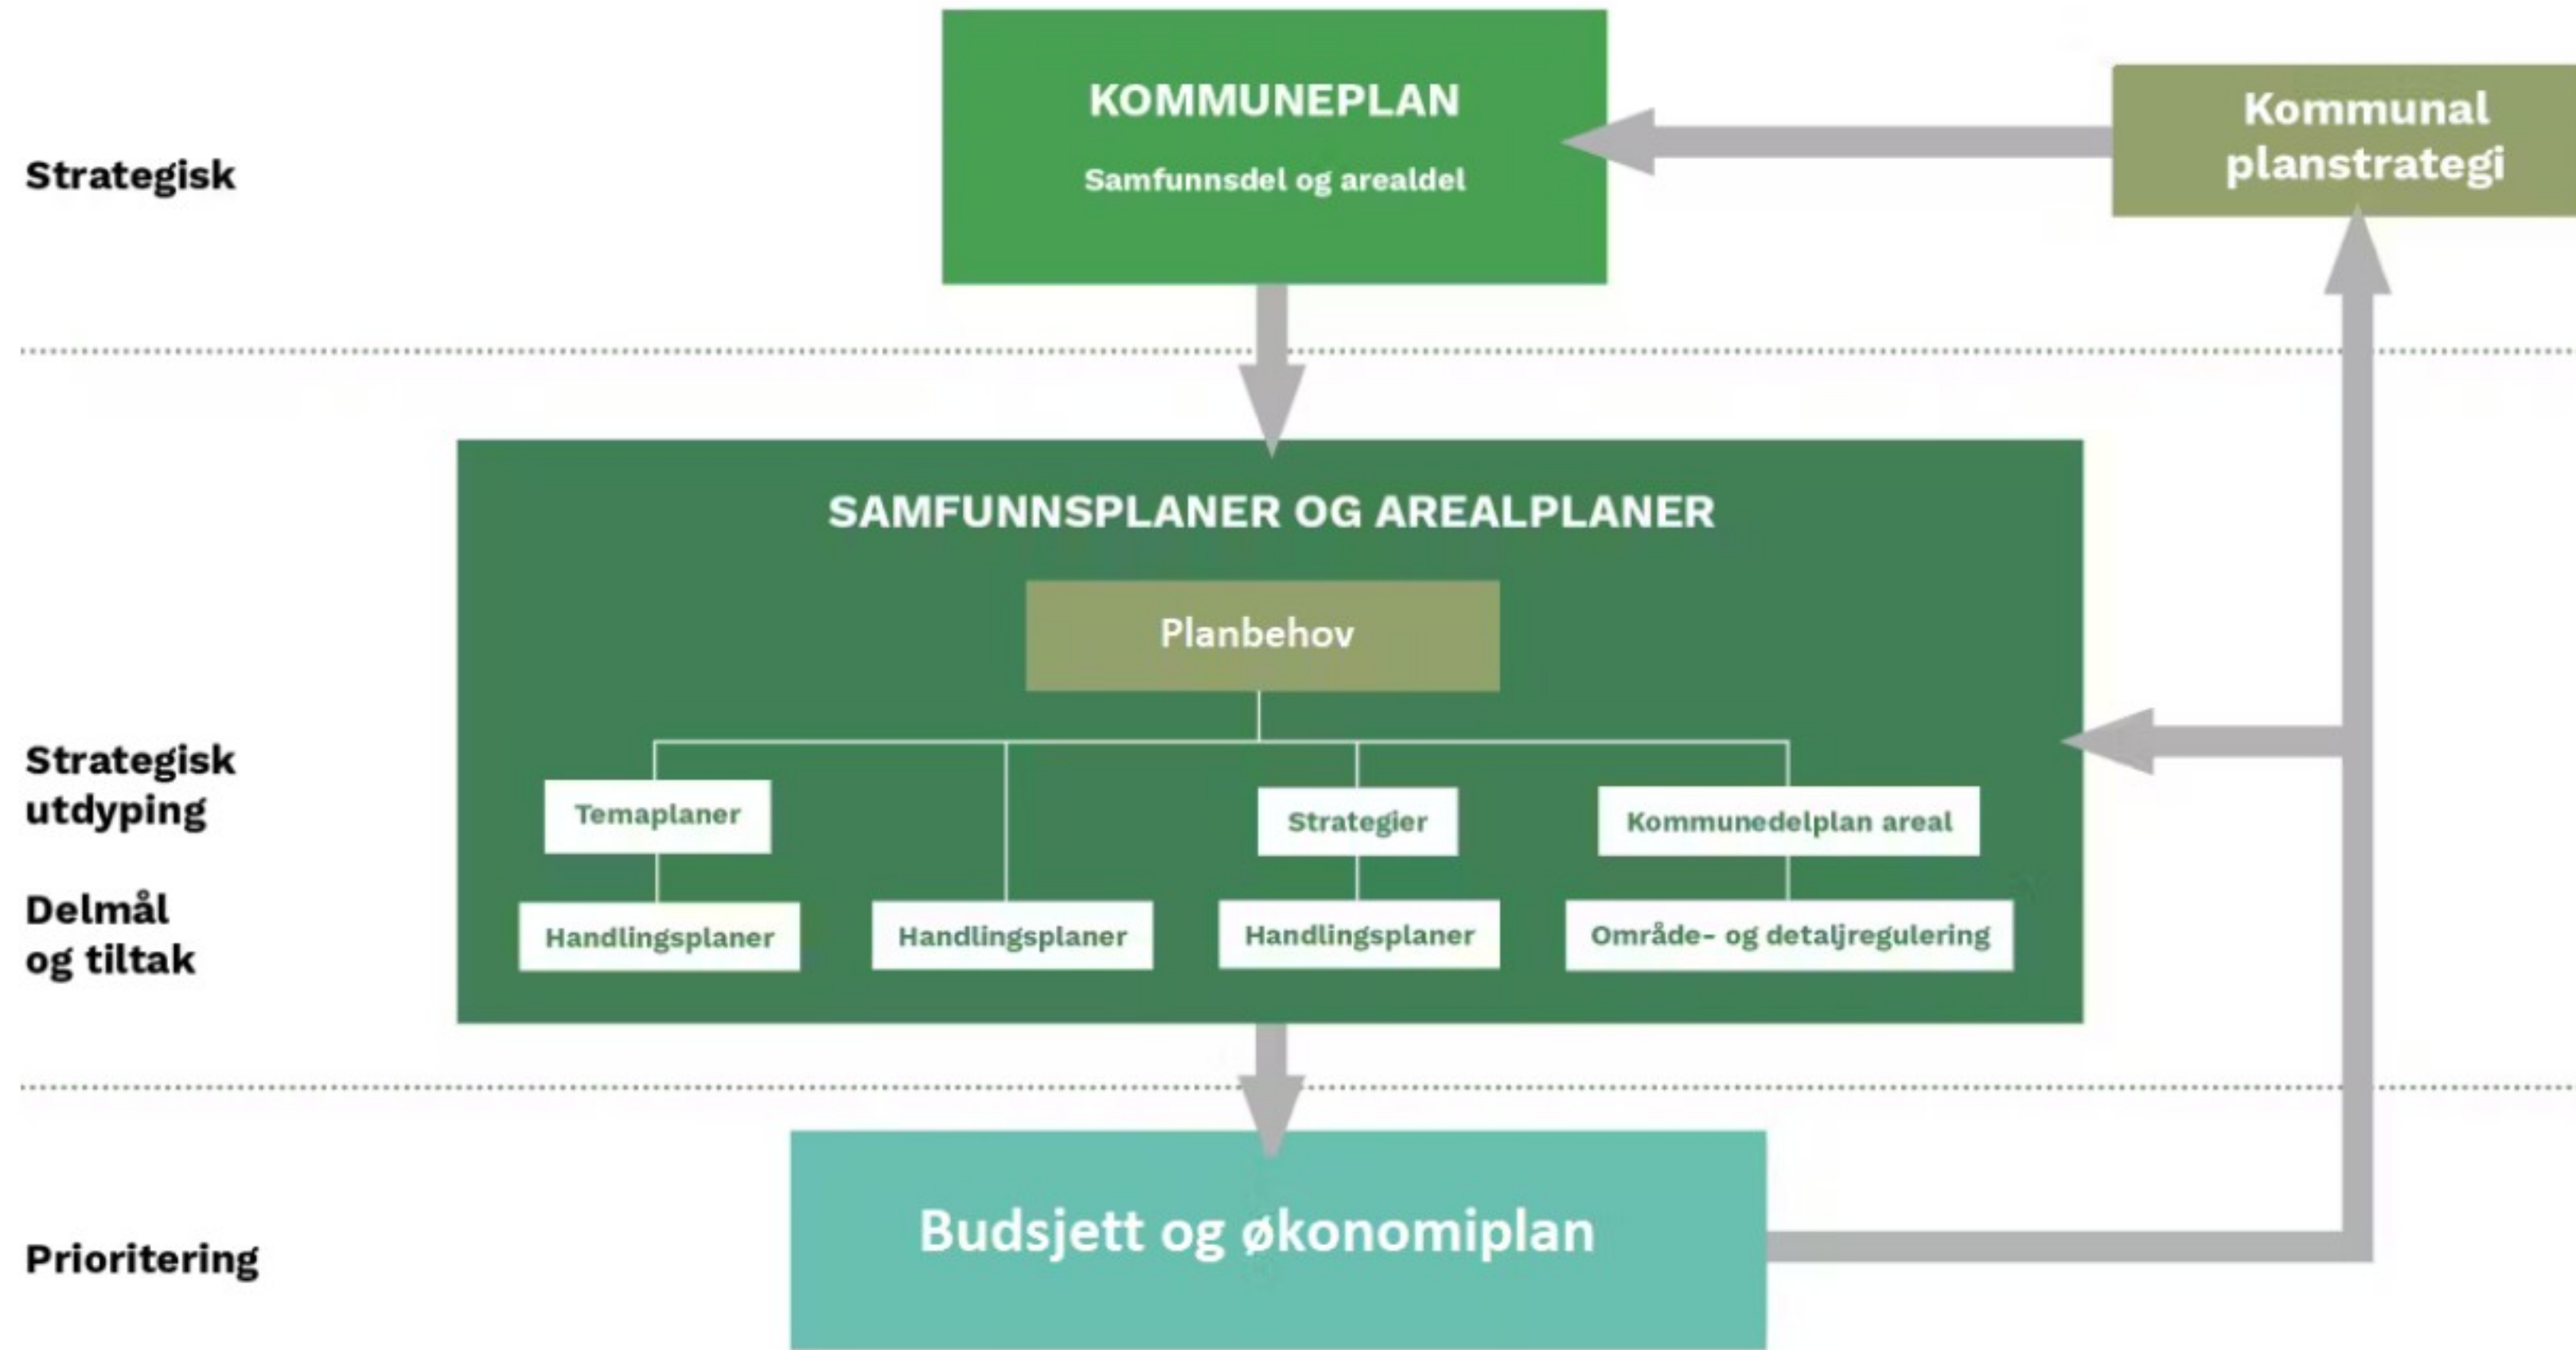 KOMMUNEPLAN
Samfunnsdel og arealdel
Kommunal
planstrategi
Strategisk
SAMFUNNSPLANER OG AREALPLANER
Planbehov
Strategisk
utdyping
Temaplaner
Strategier
Kommunedelplan areal
Delmål
og tiltak
Handlingsplaner
Handlingsplaner
Handlingsplaner
Område- og detaljregulering
Budsjett og økonomiplan
Prioritering